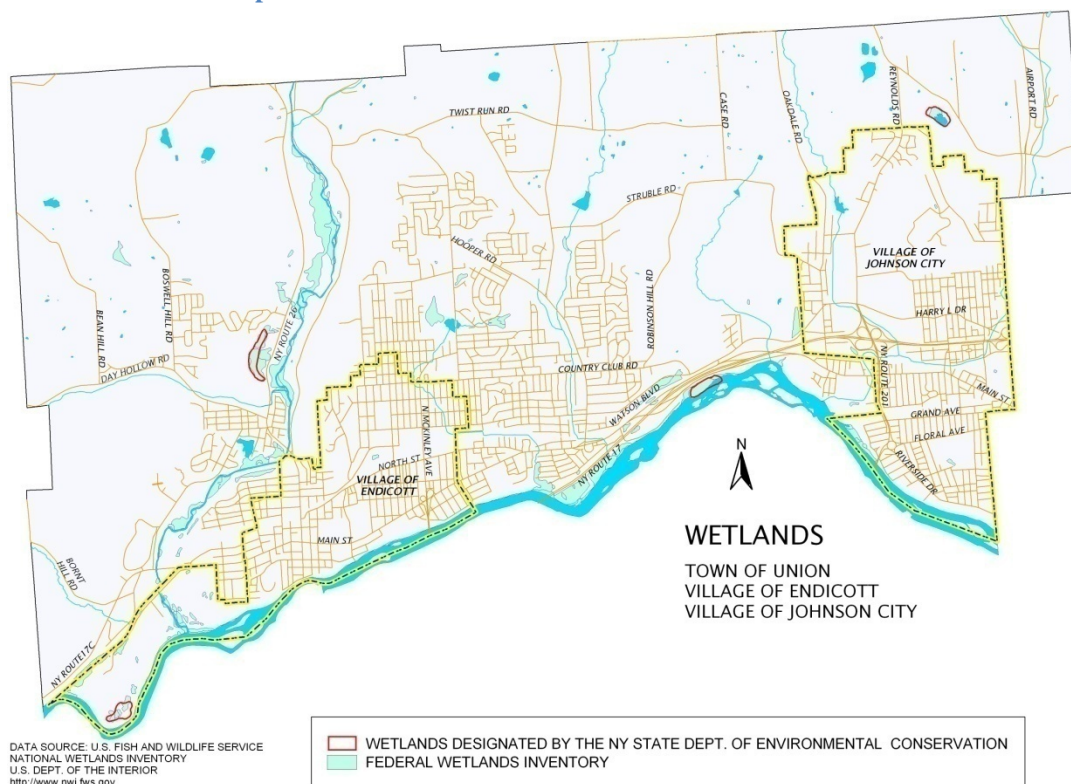 TWIST RUN RD
CASE RD
OAKDALE RD
REYNOLDS RD
AIRPORT RD
STRUBLE RD
HOOPER RD
VILLAGE OF
JOHNSON CITY
BOSWELL HILL RD
BEAN HILL RD
NY ROUTE 26
ROBINSON HILL RD
HARRY L DR
DAY HOLLOW RD
COUNTRY CLUB RD
NY ROUTE 201
MAIN ST
WATSON BLVD
GRAND AVE
FLORAL AVE
N MCKINLEY AVE
NORTH ST
VILLAGE OF
ENDICOTT
NY ROUTE 17
RIVERSIDE DR
N
MAIN ST
BORNT
HILL RD
NY ROUTE17C
WETLANDS
TOWN OF UNION
VILLAGE OF ENDICOTT
VILLAGE OF JOHNSON CITY
WETLANDS DESIGNATED BY THE NY STATE DEPT. OF ENVIRONMENTAL CONSERVATION
FEDERAL WETLANDS INVENTORY
DATA SOURCE: U.S. FISH AND WILDLIFE SERVICE
NATIONAL WETLANDS INVENTORY
U.S. DEPT. OF THE INTERIOR
http://www.nwi.fws.gov